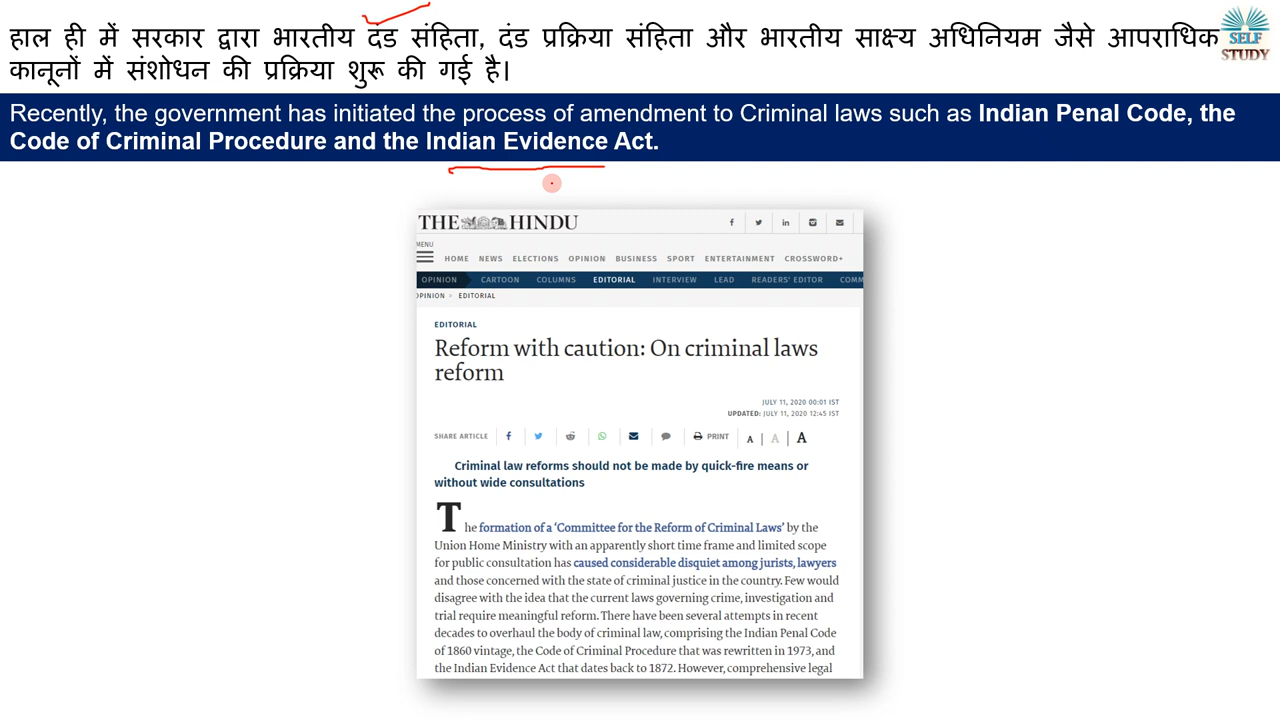 हाल ही में सरकार द्वारा भारतीय दंड संहिता, दंड प्रक्रिया संहिता और भारतीय साक्ष्य अधिनियम जैसे आपराधिक
कानूनों में संशोधन की प्रक्रिया शुरू की गई है।
SELF
STUDY
Recently, the government has initiated the process of amendment to Criminal laws such as Indian Penal Code, the
Code of Criminal Procedure and the Indian Evidence Act.
THE HINDU
MENU
HOME NEWS ELECTIONS OPINION BUSINESS SPORT ENTERTAINMENT CROSSWORD+
OPINION CARTOON COLUMNS EDITORIAL INTERVIEW LEAD READERS' EDITOR COMM
OPINION > EDITORIAL
EDITORIAL
Reform with caution: On criminal laws
reform
JULY 11, 2020 00:01 IST
UPDATED: JULY 11, 2020 12:45 IST
SHARE ARTICLE PRINT A | A | A
Criminal law reforms should not be made by quick-fire means or
without wide consultations
The formation of a ‘Committee for the Reform of Criminal Laws’ by the
Union Home Ministry with an apparently short time frame and limited scope
for public consultation has caused considerable disquiet among jurists, lawyers
and those concerned with the state of criminal justice in the country. Few would
disagree with the idea that the current laws governing crime, investigation and
trial require meaningful reform. There have been several attempts in recent
decades to overhaul the body of criminal law, comprising the Indian Penal Code
of 1860 vintage, the Code of Criminal Procedure that was rewritten in 1973, and
the Indian Evidence Act that dates back to 1872. However, comprehensive legal